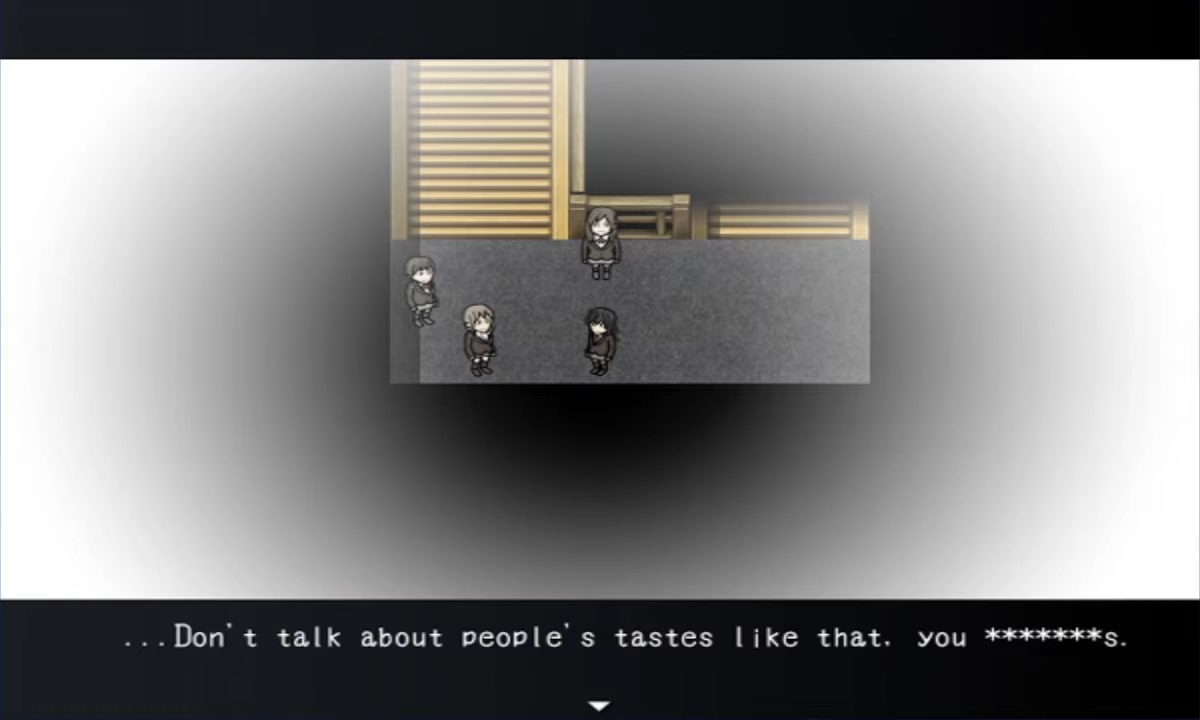 ...Don't talk about people's tastes like that, you *******s.